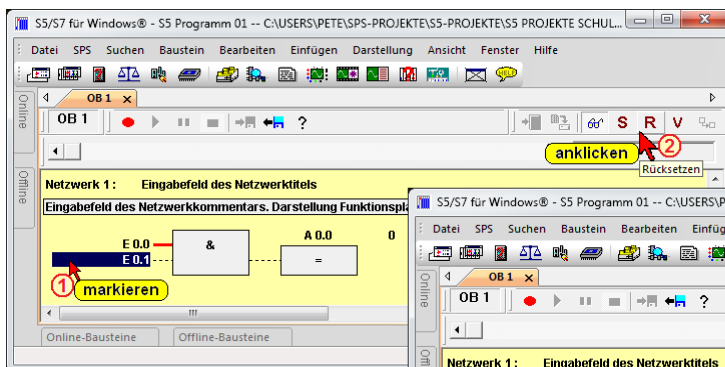 S5/S7 für Windows® - S5 Programm 01 -- C:\USERS\PETE\SPS-PROJEKTE\S5-PROJEKTE\S5 PROJEKTE SCHUL...
Datei SPS Suchen Baustein Bearbeiten Einfügen Darstellung Ansicht Fenster Hilfe
Online
OB 1 x
OB 1 ? S R V
anklicken 2
Rücksetzen
Offline
Netzwerk 1 : Eingabefeld des Netzwerktitels
Eingabefeld des Netzwerkkommentars. Darstellung Funktionspl
E 0.0 & A 0.0 0
E 0.1 =
1 markieren
Online-Bausteine Offline-Bausteine
S5/S7 für Windows® - S5 Programm 01 -- C:\USERS\P
Datei SPS Suchen Baustein Bearbeiten Einfüg
Online
OB 1 x
OB 1 ?
Netzwerk 1 : Eingabefeld des Netzwerktitels